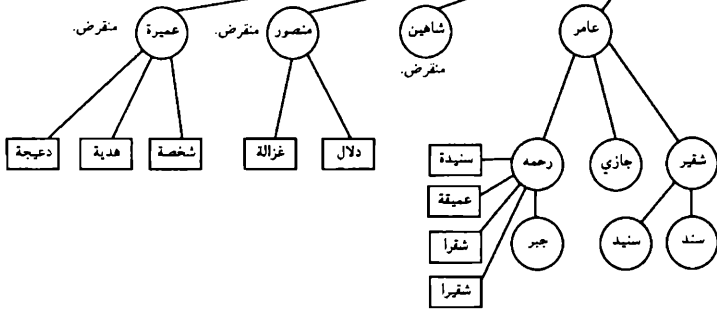 عامر
شاهين
منقرض.
منصور
منقرض.
عميرة
منقرض.
شقير
جازي
رحمه
سنيدة
دلال
غزالة
شخصة
هدية
دعيجة
عميقة
سند
سنيد
جبر
شقرا
شقيرا